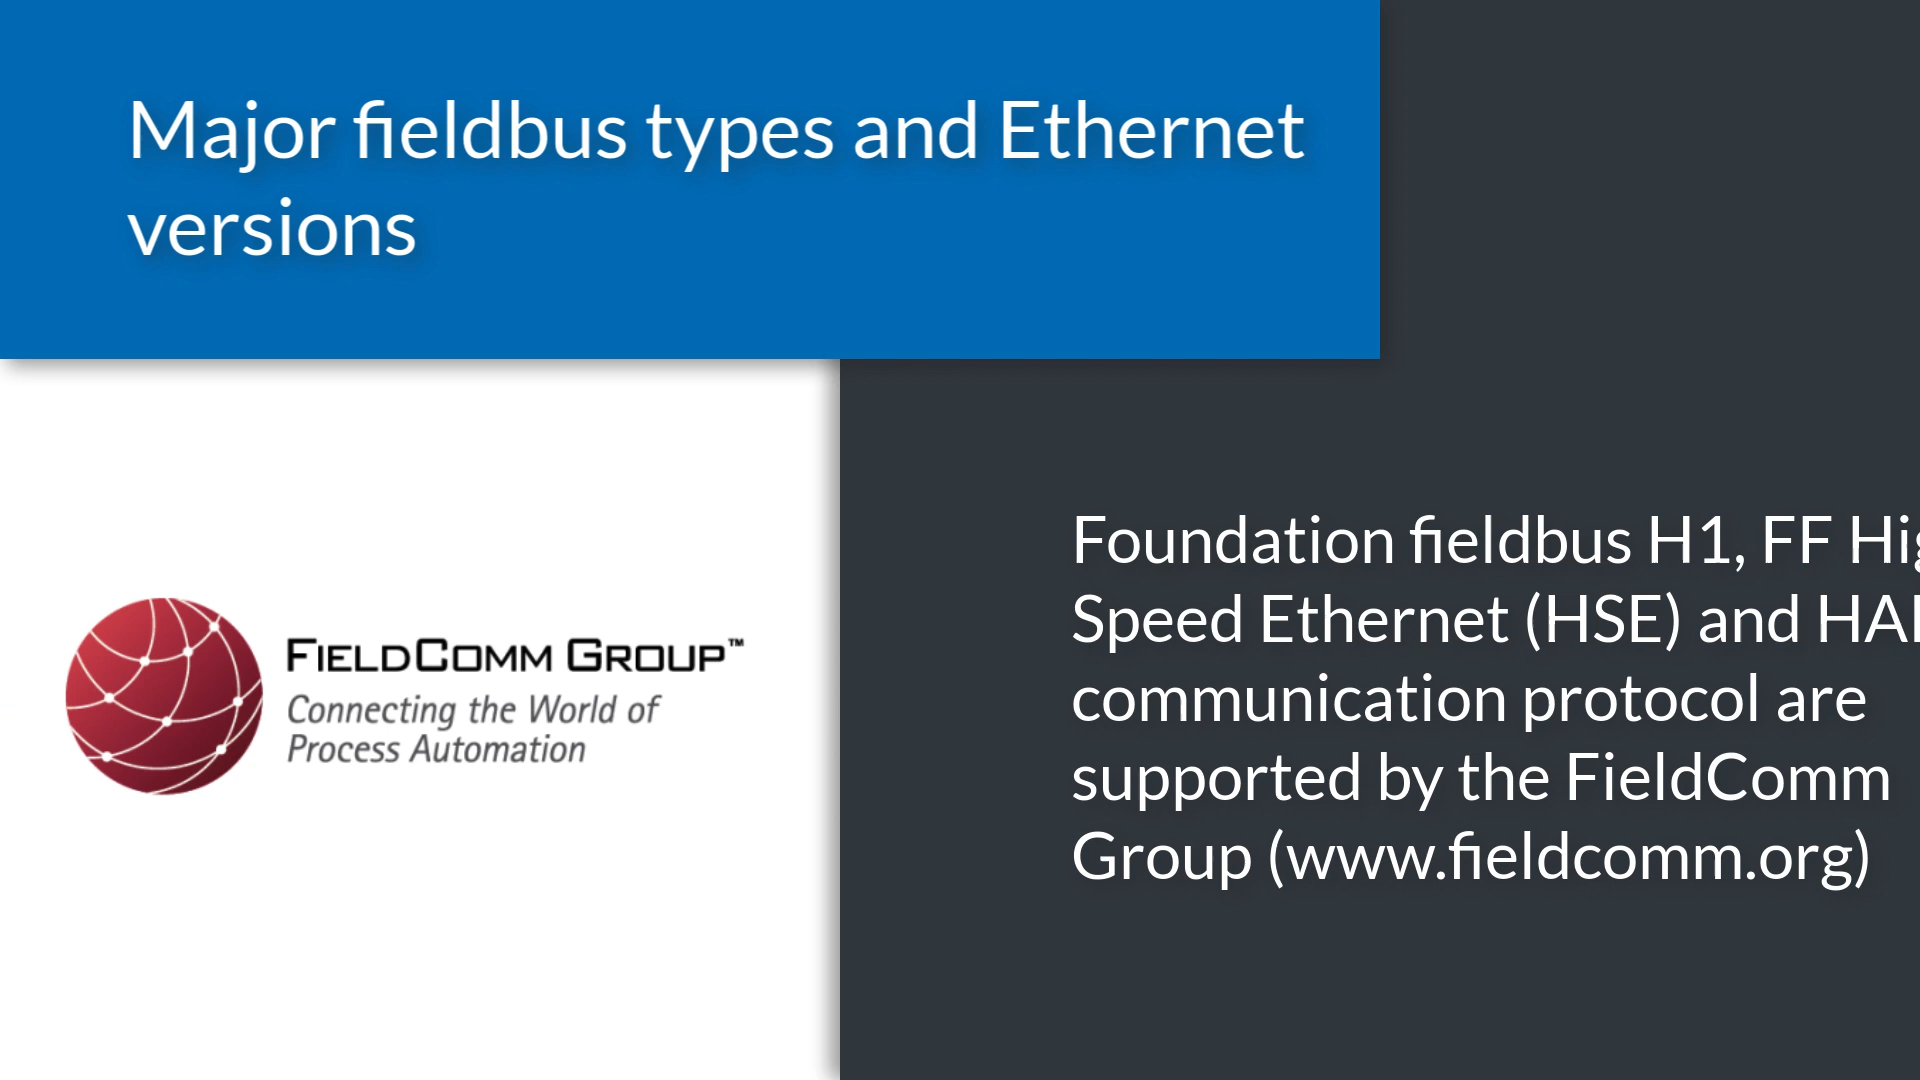 Major fieldbus types and Ethernet
versions
FIELDCOMM GROUP™
Connecting the World of
Process Automation
Foundation fieldbus H1, FF
Speed Ethernet (HSE) and
communication protocol are
supported by the FieldComm
Group (www.fieldcomm.org)